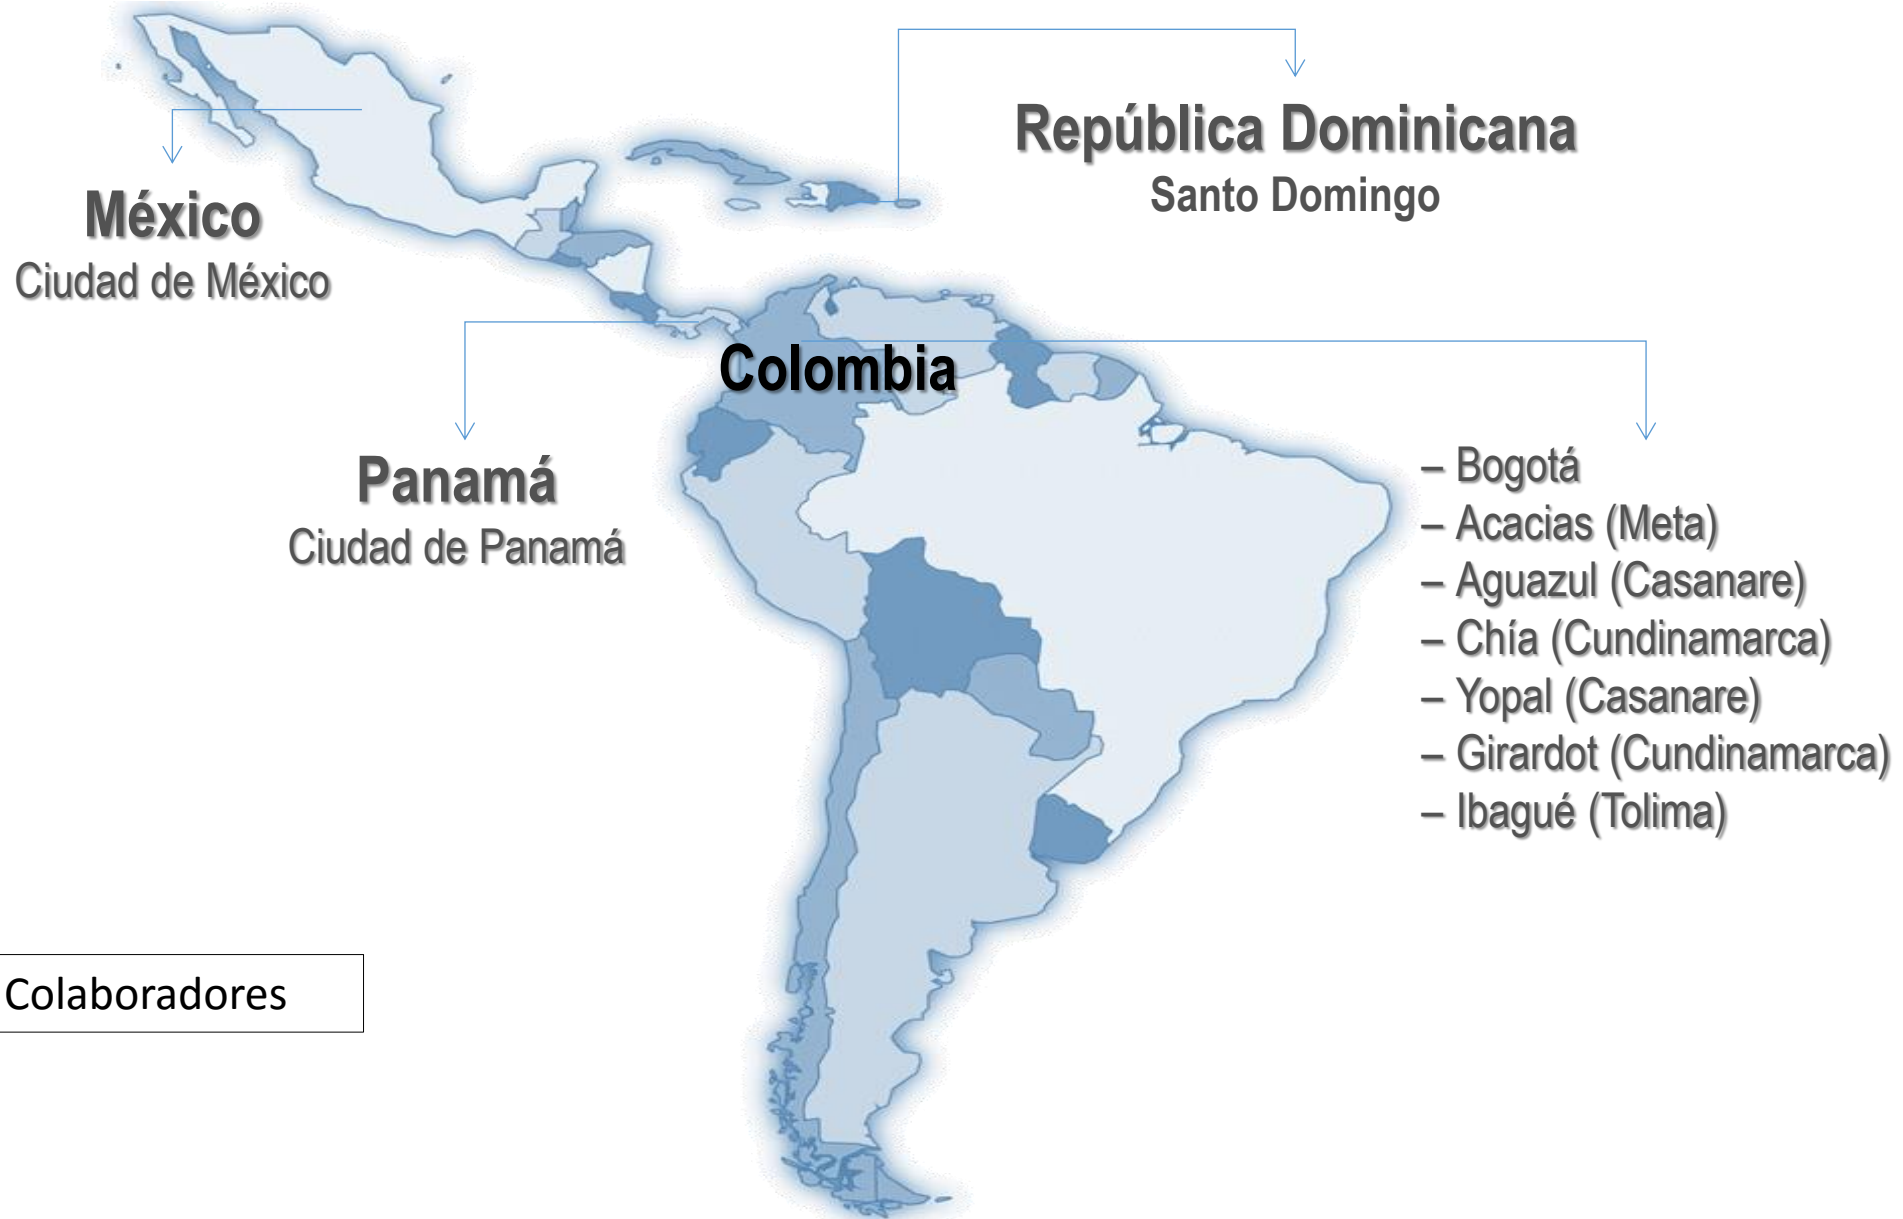 República Dominicana
Santo Domingo
México
Ciudad de México
Colombia
Panamá
Ciudad de Panamá
– Bogotá
– Acacias (Meta)
– Aguazul (Casanare)
– Chía (Cundinamarca)
– Yopal (Casanare)
– Girardot (Cundinamarca)
– Ibagué (Tolima)
Colaboradores